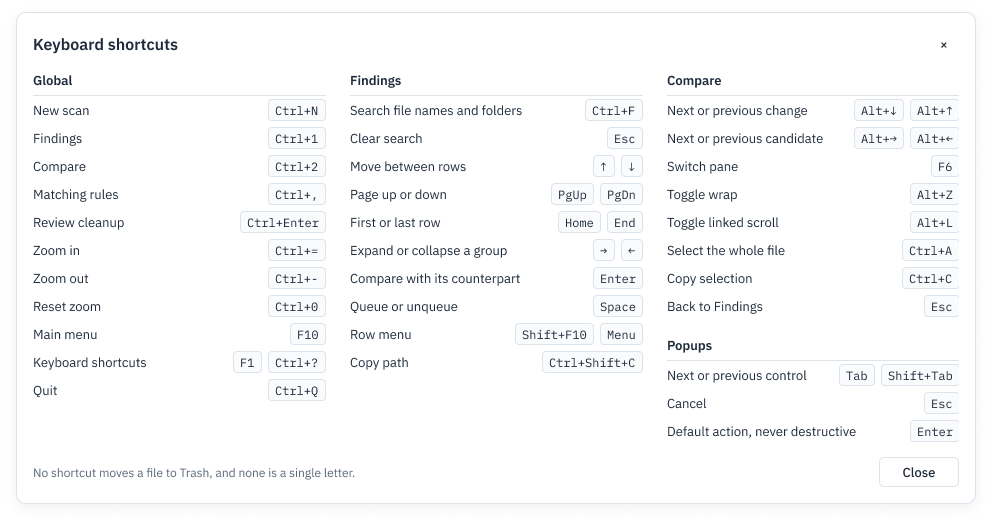 Keyboard shortcuts ×
Global
New scan Ctrl+N
Findings Ctrl+1
Compare Ctrl+2
Matching rules Ctrl+,
Review cleanup Ctrl+Enter
Zoom in Ctrl+=
Zoom out Ctrl+-
Reset zoom Ctrl+0
Main menu F10
Keyboard shortcuts F1 Ctrl+?
Quit Ctrl+Q
Findings
Search file names and folders Ctrl+F
Clear search Esc
Move between rows ↑ ↓
Page up or down PgUp PgDn
First or last row Home End
Expand or collapse a group → ←
Compare with its counterpart Enter
Queue or unqueue Space
Row menu Shift+F10 Menu
Copy path Ctrl+Shift+C
Compare
Next or previous change Alt+↓ Alt+↑
Next or previous candidate Alt+→ Alt+←
Switch pane F6
Toggle wrap Alt+Z
Toggle linked scroll Alt+L
Select the whole file Ctrl+A
Copy selection Ctrl+C
Back to Findings Esc
Popups
Next or previous control Tab Shift+Tab
Cancel Esc
Default action, never destructive Enter
No shortcut moves a file to Trash, and none is a single letter.
Close